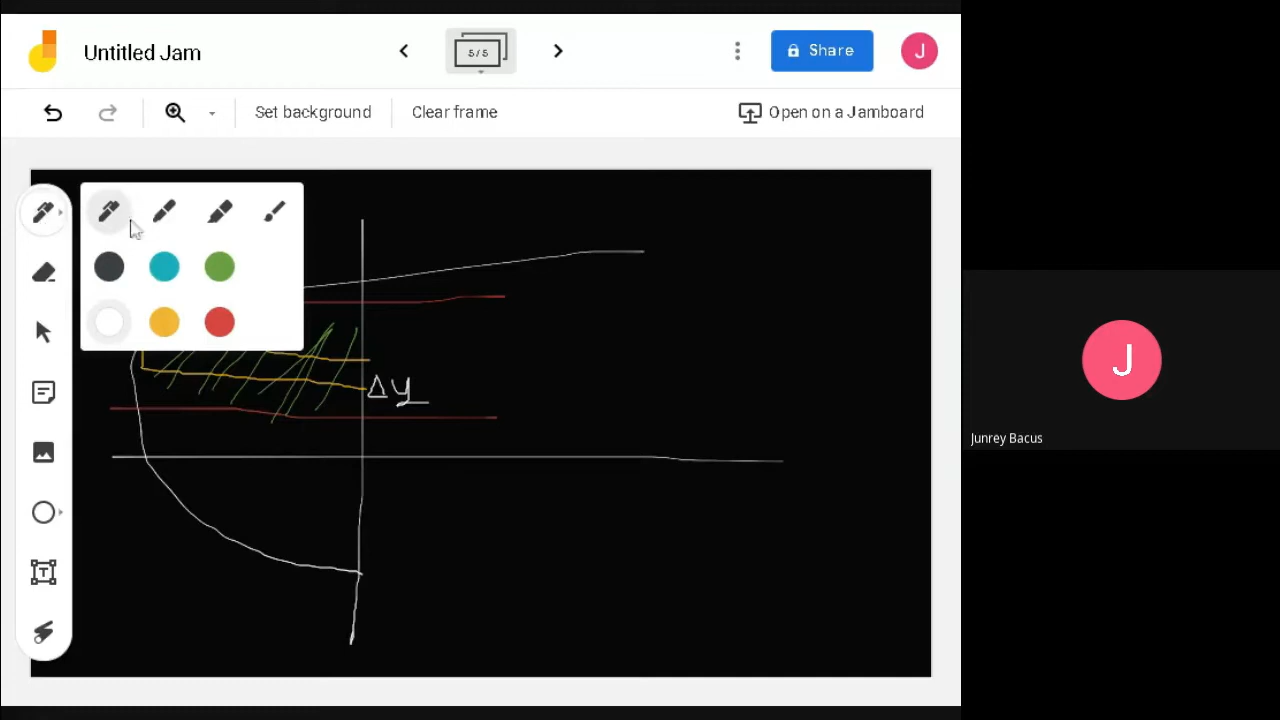 Untitled Jam
5/5
Share
J
Set background
Clear frame
Open on a Jamboard
Δy
T
J
Junrey Bacus